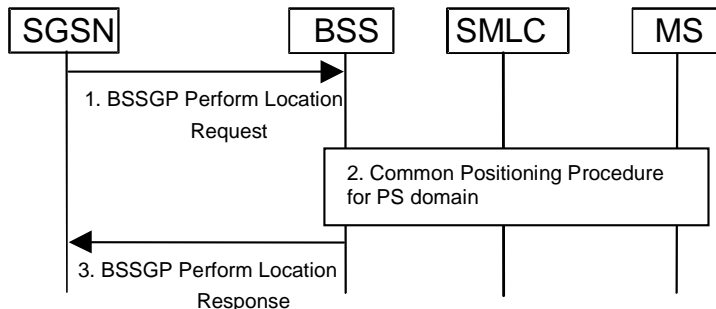 SGSN BSS SMLC MS
1. BSSGP Perform Location
Request
2. Common Positioning Procedure
for PS domain
3. BSSGP Perform Location
Response